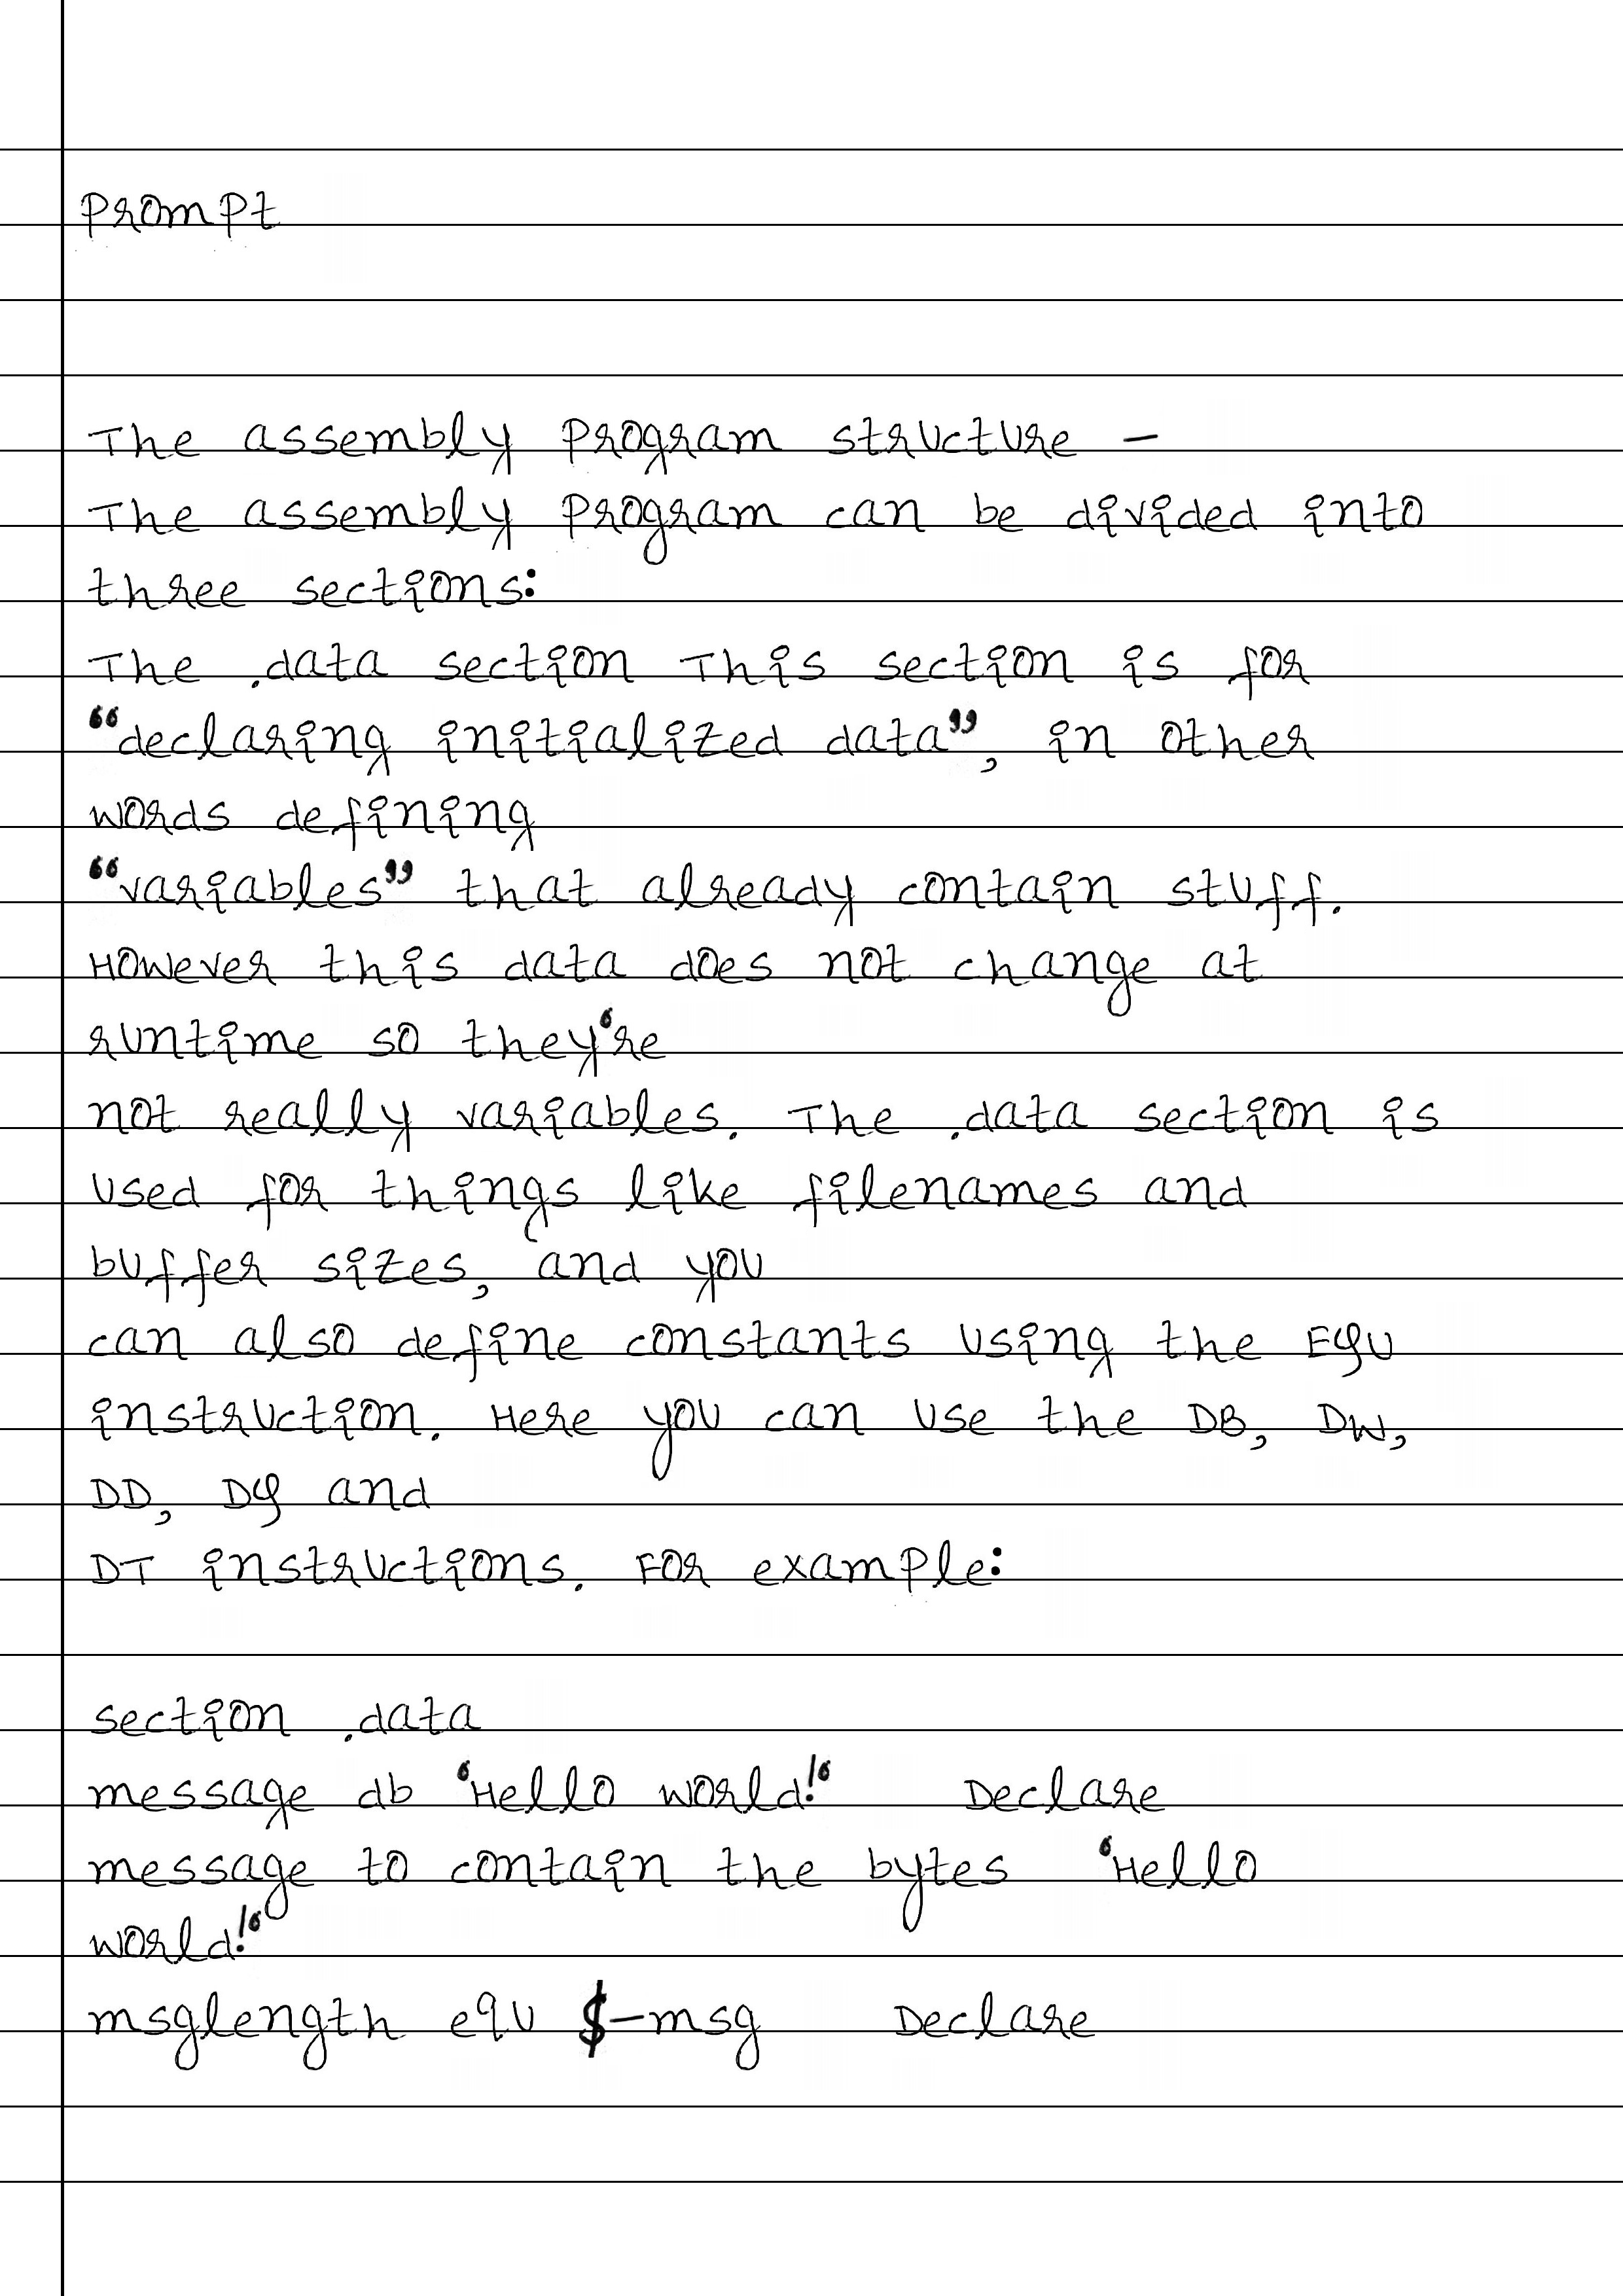 Prompt
The assembly program structure –
The assembly program can be divided into
three sections:
The .data section This section is for
“declaring initialized data”, in other
words defining
“variables” that already contain stuff.
However this data does not change at
runtime so they're
not really variables. The .data section is
used for things like filenames and
buffer sizes, and you
can also define constants using the EQU
instruction. Here you can use the DB, DW,
DD, DQ and
DT instructions. For example:
section .data
message db 'Hello world!' Declare
message to contain the bytes 'Hello
world!'
msglength equ $-msg Declare